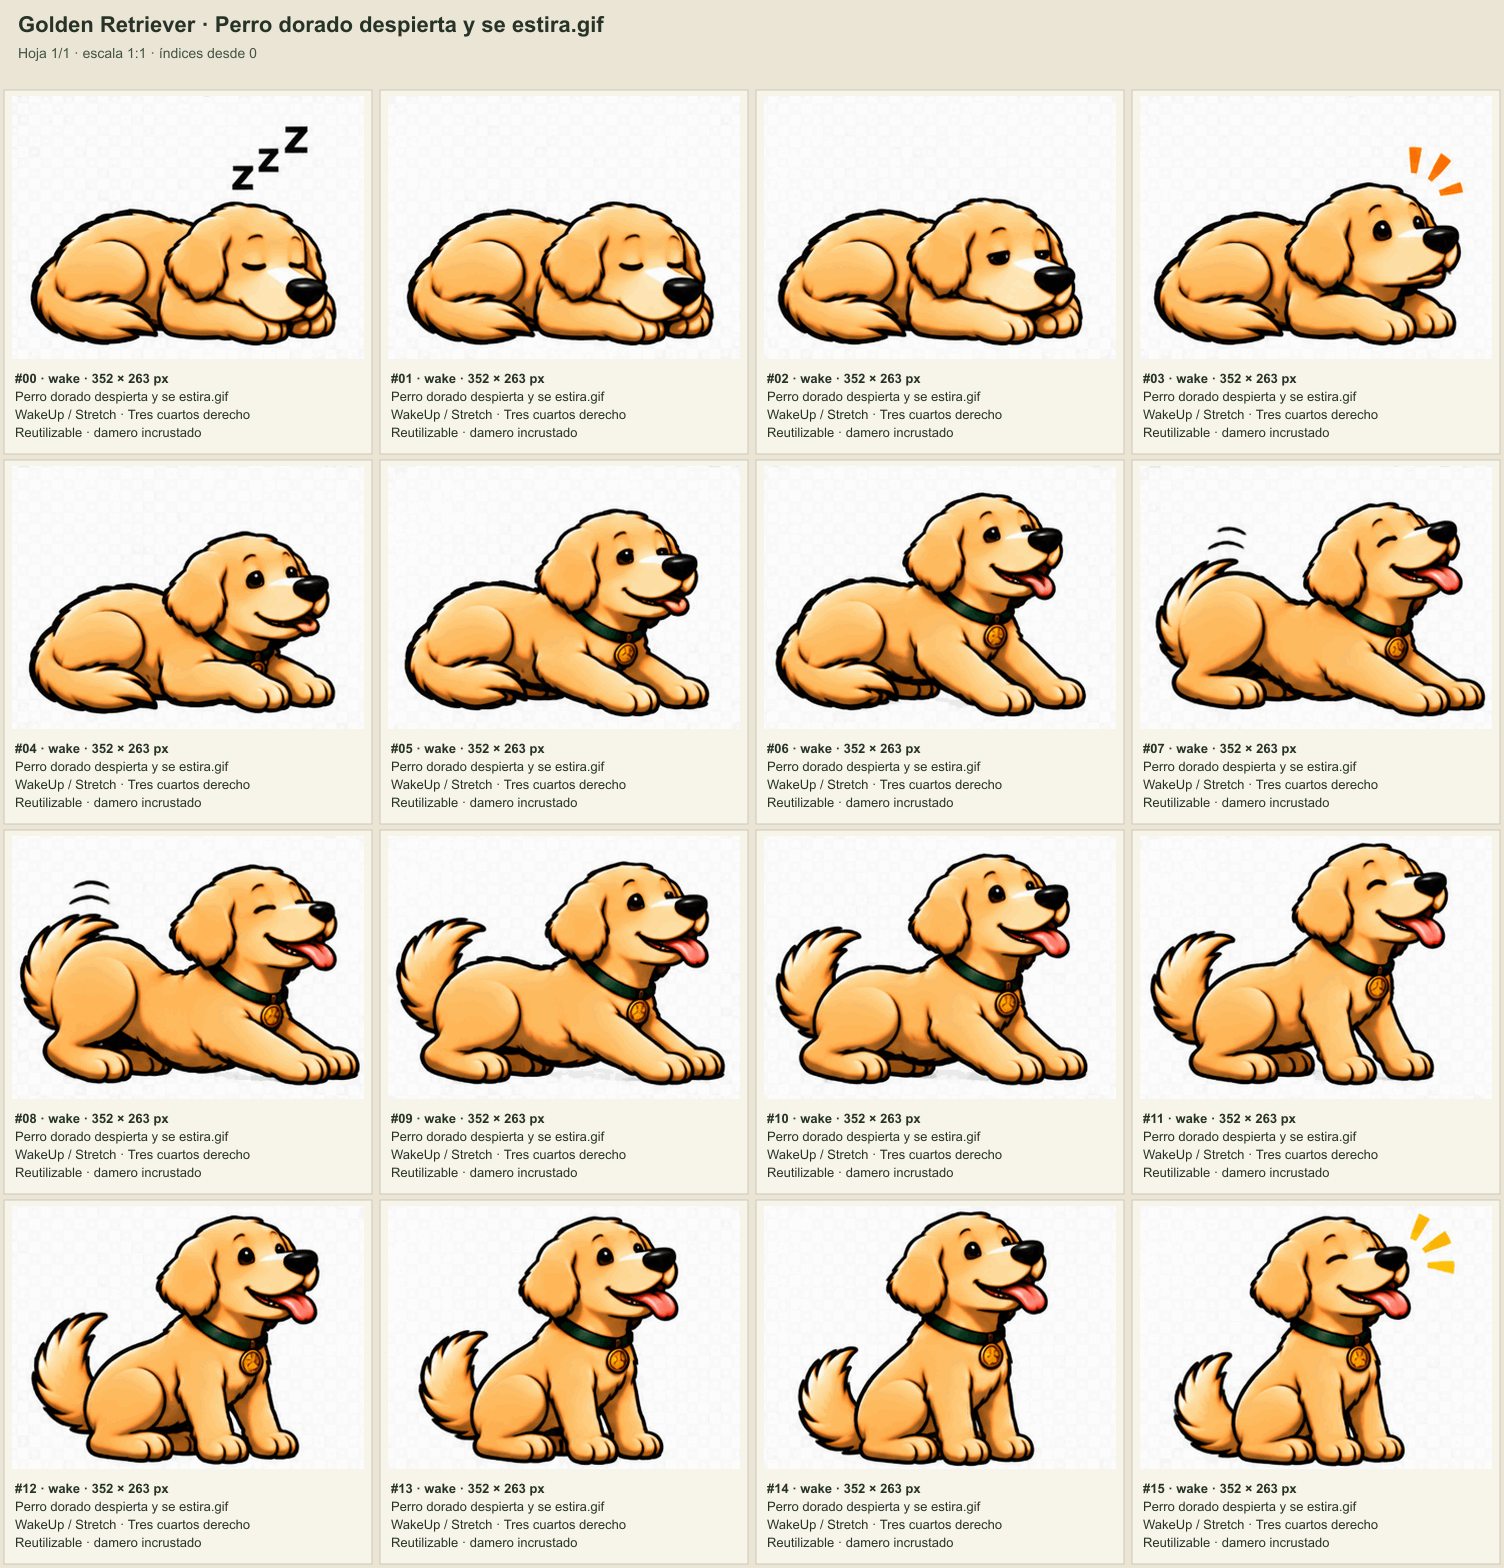 Golden Retriever · Perro dorado despierta y se estira.gif
Hoja 1/1 · escala 1:1 · índices desde 0
z z z
#00 · wake · 352 × 263 px
Perro dorado despierta y se estira.gif
WakeUp / Stretch · Tres cuartos derecho
Reutilizable · damero incrustado
#01 · wake · 352 × 263 px
Perro dorado despierta y se estira.gif
WakeUp / Stretch · Tres cuartos derecho
Reutilizable · damero incrustado
#02 · wake · 352 × 263 px
Perro dorado despierta y se estira.gif
WakeUp / Stretch · Tres cuartos derecho
Reutilizable · damero incrustado
#03 · wake · 352 × 263 px
Perro dorado despierta y se estira.gif
WakeUp / Stretch · Tres cuartos derecho
Reutilizable · damero incrustado
#04 · wake · 352 × 263 px
Perro dorado despierta y se estira.gif
WakeUp / Stretch · Tres cuartos derecho
Reutilizable · damero incrustado
#05 · wake · 352 × 263 px
Perro dorado despierta y se estira.gif
WakeUp / Stretch · Tres cuartos derecho
Reutilizable · damero incrustado
#06 · wake · 352 × 263 px
Perro dorado despierta y se estira.gif
WakeUp / Stretch · Tres cuartos derecho
Reutilizable · damero incrustado
#07 · wake · 352 × 263 px
Perro dorado despierta y se estira.gif
WakeUp / Stretch · Tres cuartos derecho
Reutilizable · damero incrustado
#08 · wake · 352 × 263 px
Perro dorado despierta y se estira.gif
WakeUp / Stretch · Tres cuartos derecho
Reutilizable · damero incrustado
#09 · wake · 352 × 263 px
Perro dorado despierta y se estira.gif
WakeUp / Stretch · Tres cuartos derecho
Reutilizable · damero incrustado
#10 · wake · 352 × 263 px
Perro dorado despierta y se estira.gif
WakeUp / Stretch · Tres cuartos derecho
Reutilizable · damero incrustado
#11 · wake · 352 × 263 px
Perro dorado despierta y se estira.gif
WakeUp / Stretch · Tres cuartos derecho
Reutilizable · damero incrustado
#12 · wake · 352 × 263 px
Perro dorado despierta y se estira.gif
WakeUp / Stretch · Tres cuartos derecho
Reutilizable · damero incrustado
#13 · wake · 352 × 263 px
Perro dorado despierta y se estira.gif
WakeUp / Stretch · Tres cuartos derecho
Reutilizable · damero incrustado
#14 · wake · 352 × 263 px
Perro dorado despierta y se estira.gif
WakeUp / Stretch · Tres cuartos derecho
Reutilizable · damero incrustado
#15 · wake · 352 × 263 px
Perro dorado despierta y se estira.gif
WakeUp / Stretch · Tres cuartos derecho
Reutilizable · damero incrustado